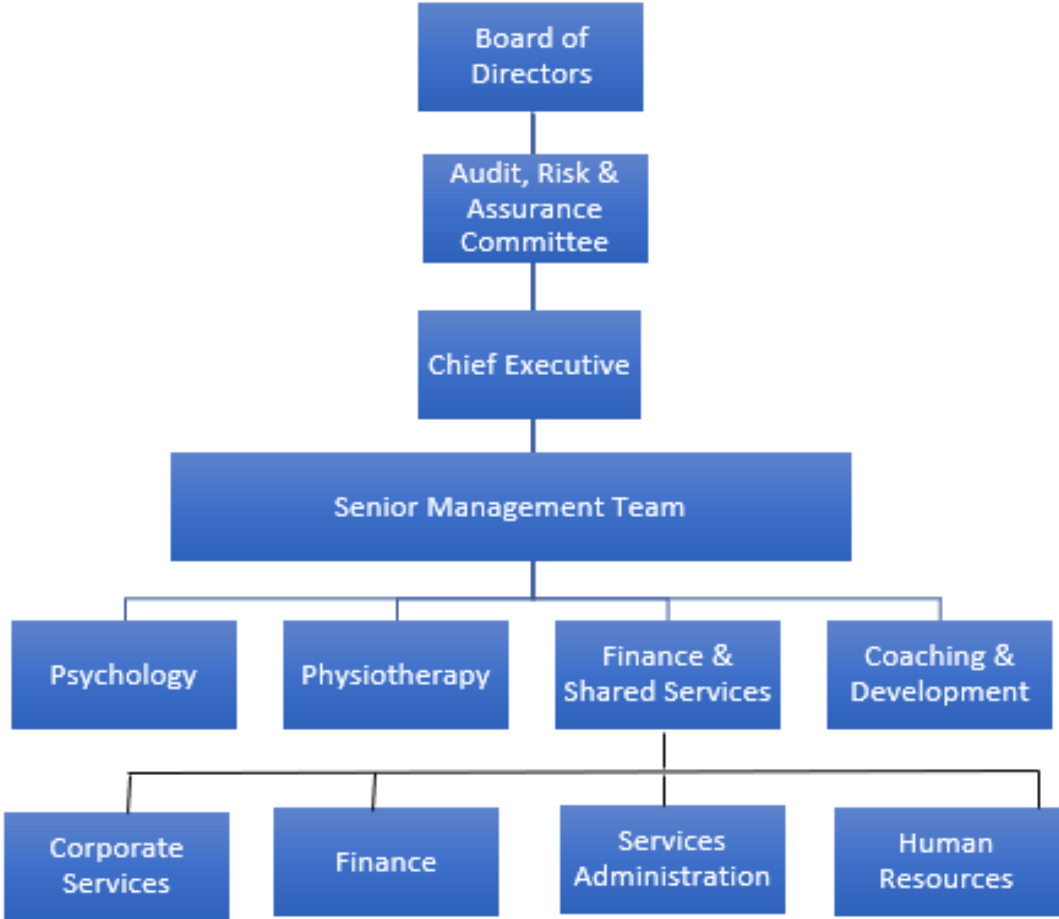 Board of
Directors
Audit, Risk &
Assurance
Committee
Chief Executive
Senior Management Team
Psychology
Physiotherapy
Finance &
Shared Services
Coaching &
Development
Corporate
Services
Finance
Services
Administration
Human
Resources